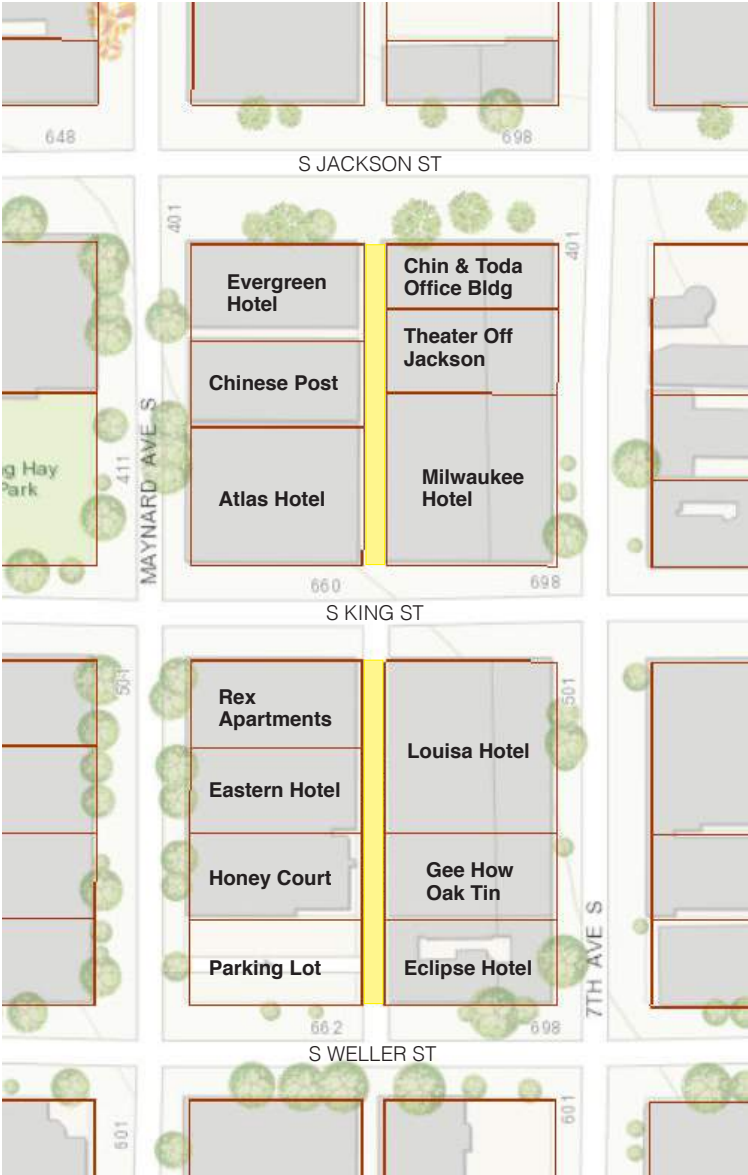 648
698
S JACKSON ST
401
401
Evergreen
Hotel
Chin & Toda
Office Bldg
Theater Off
Jackson
Chinese Post
MAYNARD AVE S
411
g Hay
Park
Atlas Hotel
Milwaukee
Hotel
660
698
S KING ST
501
501
Rex
Apartments
Louisa Hotel
Eastern Hotel
Honey Court
Gee How
Oak Tin
7TH AVE S
Parking Lot
Eclipse Hotel
662
698
S WELLER ST
601
601